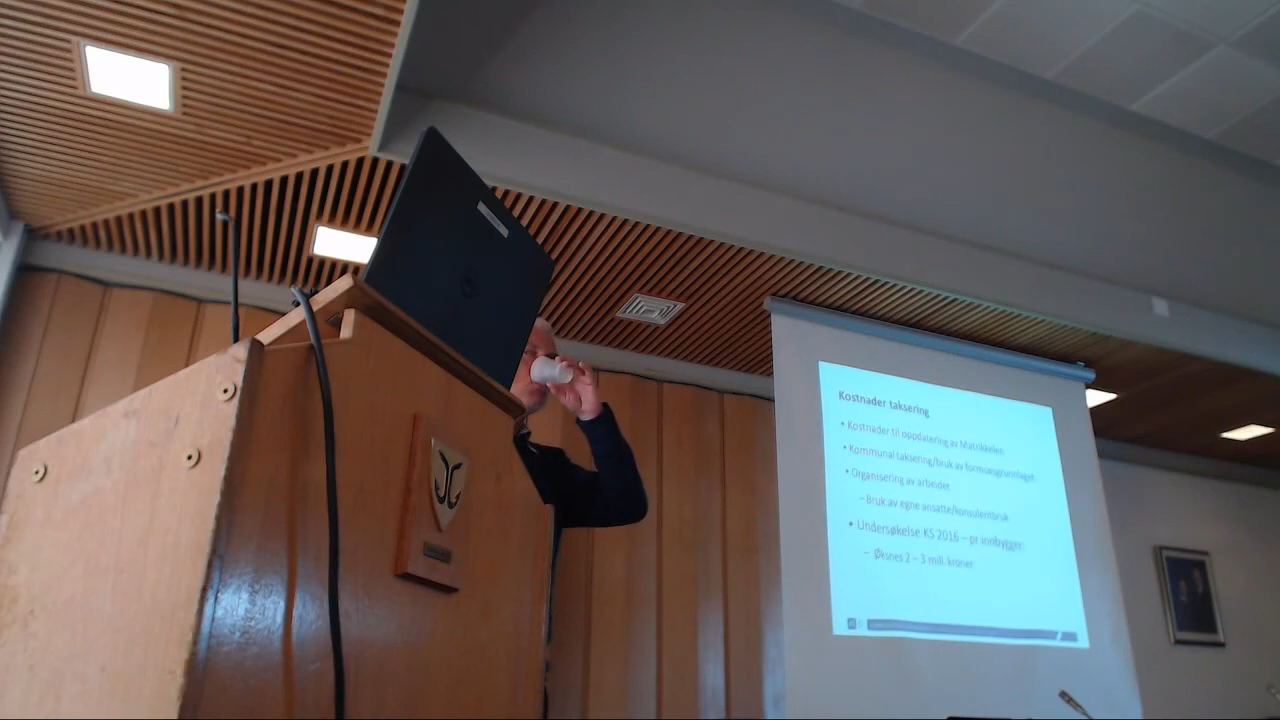 Kostnader taksering
• Kostnader til oppdatering av Matrikkelen
• Kommunal taksering/bruk av formuesgrunnlaget
• Organisering av arbeidet
– Bruk av egne ansatte/konsulentbruk
• Undersøkelse KS 2016 – pr innbygger:
– Øksnes 2 – 3 mill. kroner